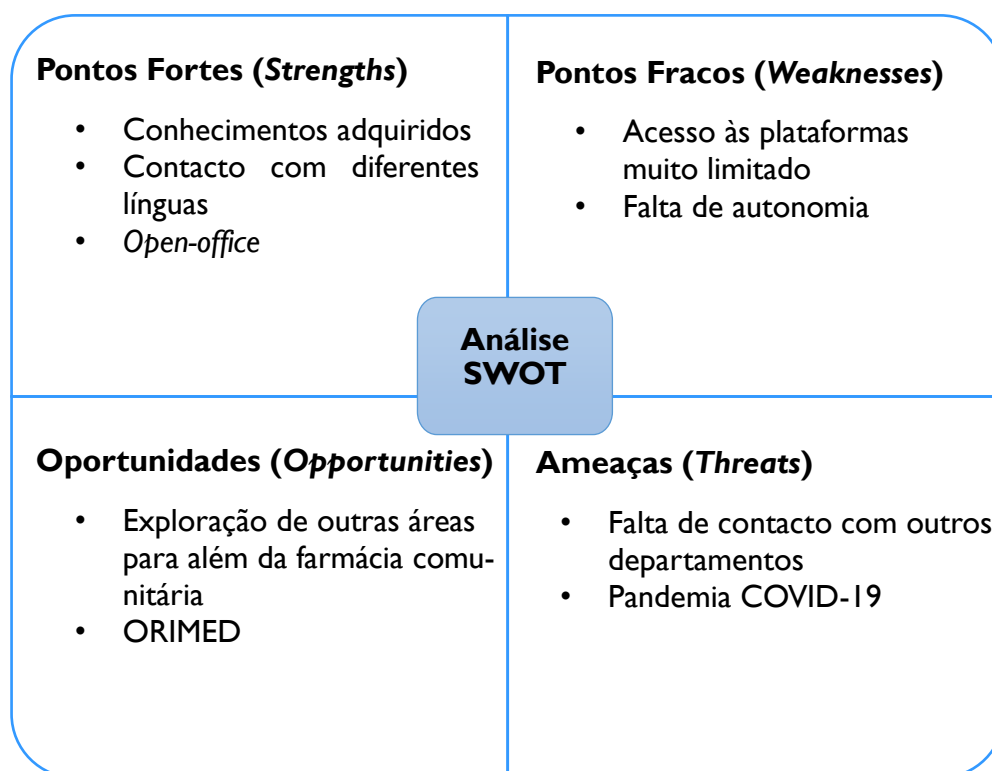 Pontos Fortes (Strengths)
• Conhecimentos adquiridos
• Contacto com diferentes
línguas
• Open-office
Pontos Fracos (Weaknesses)
• Acesso às plataformas
muito limitado
• Falta de autonomia
Análise
SWOT
Oportunidades (Opportunities)
• Exploração de outras áreas
para além da farmácia comu-
nitária
• ORIMED
Ameaças (Threats)
• Falta de contacto com outros
departamentos
• Pandemia COVID-19